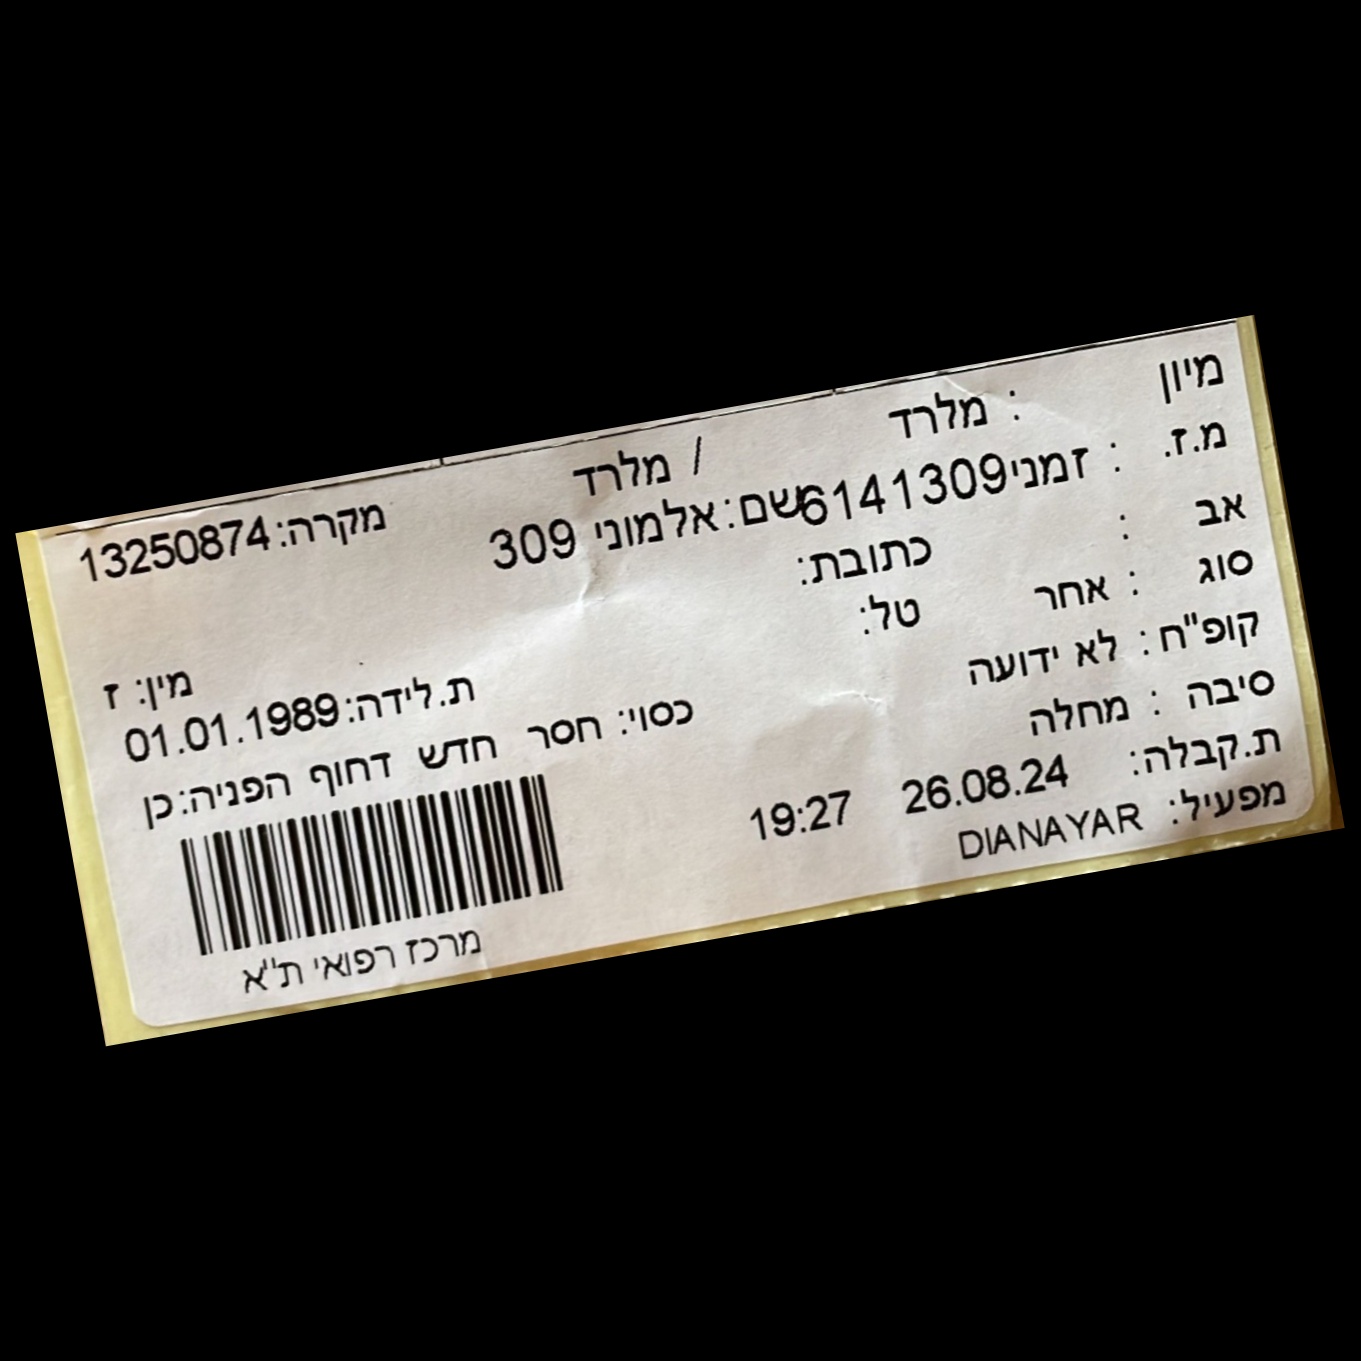 מיון : מלרד / מלרד מקרה:13250874
מ.ז. : זמני6141309שם:אלמוני 309
אב : כתובת:
סוג : אחר טל: מין: ז
קופ"ח : לא ידועה ת.לידה:01.01.1989
סיבה : מחלה כסוי: חסר חדש דחוף הפניה:כן
ת.קבלה: 26.08.24 19:27
מפעיל: DIANAYAR
מרכז רפואי ת"א